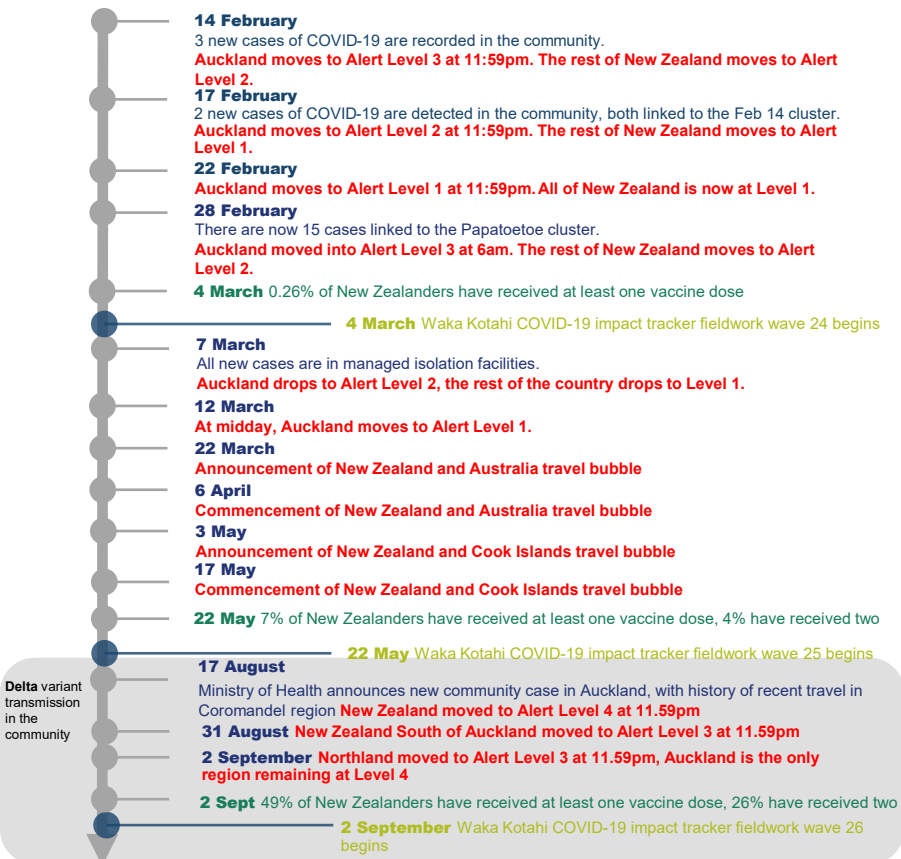 14 February
3 new cases of COVID-19 are recorded in the community.
Auckland moves to Alert Level 3 at 11:59pm. The rest of New Zealand moves to Alert
Level 2.
17 February
2 new cases of COVID-19 are detected in the community, both linked to the Feb 14 cluster.
Auckland moves to Alert Level 2 at 11:59pm. The rest of New Zealand moves to Alert
Level 1.
22 February
Auckland moves to Alert Level 1 at 11:59pm. All of New Zealand is now at Level 1.
28 February
There are now 15 cases linked to the Papatoetoe cluster.
Auckland moved into Alert Level 3 at 6am. The rest of New Zealand moves to Alert
Level 2.
4 March 0.26% of New Zealanders have received at least one vaccine dose
4 March Waka Kotahi COVID-19 impact tracker fieldwork wave 24 begins
7 March
All new cases are in managed isolation facilities.
Auckland drops to Alert Level 2, the rest of the country drops to Level 1.
12 March
At midday, Auckland moves to Alert Level 1.
22 March
Announcement of New Zealand and Australia travel bubble
6 April
Commencement of New Zealand and Australia travel bubble
3 May
Announcement of New Zealand and Cook Islands travel bubble
17 May
Commencement of New Zealand and Cook Islands travel bubble
22 May 7% of New Zealanders have received at least one vaccine dose, 4% have received two
22 May Waka Kotahi COVID-19 impact tracker fieldwork wave 25 begins
Delta variant
transmission
in the
community
17 August
Ministry of Health announces new community case in Auckland, with history of recent travel in
Coromandel region New Zealand moved to Alert Level 4 at 11.59pm
31 August New Zealand South of Auckland moved to Alert Level 3 at 11.59pm
2 September Northland moved to Alert Level 3 at 11.59pm, Auckland is the only
region remaining at Level 4
2 Sept 49% of New Zealanders have received at least one vaccine dose, 26% have received two
2 September Waka Kotahi COVID-19 impact tracker fieldwork wave 26
begins